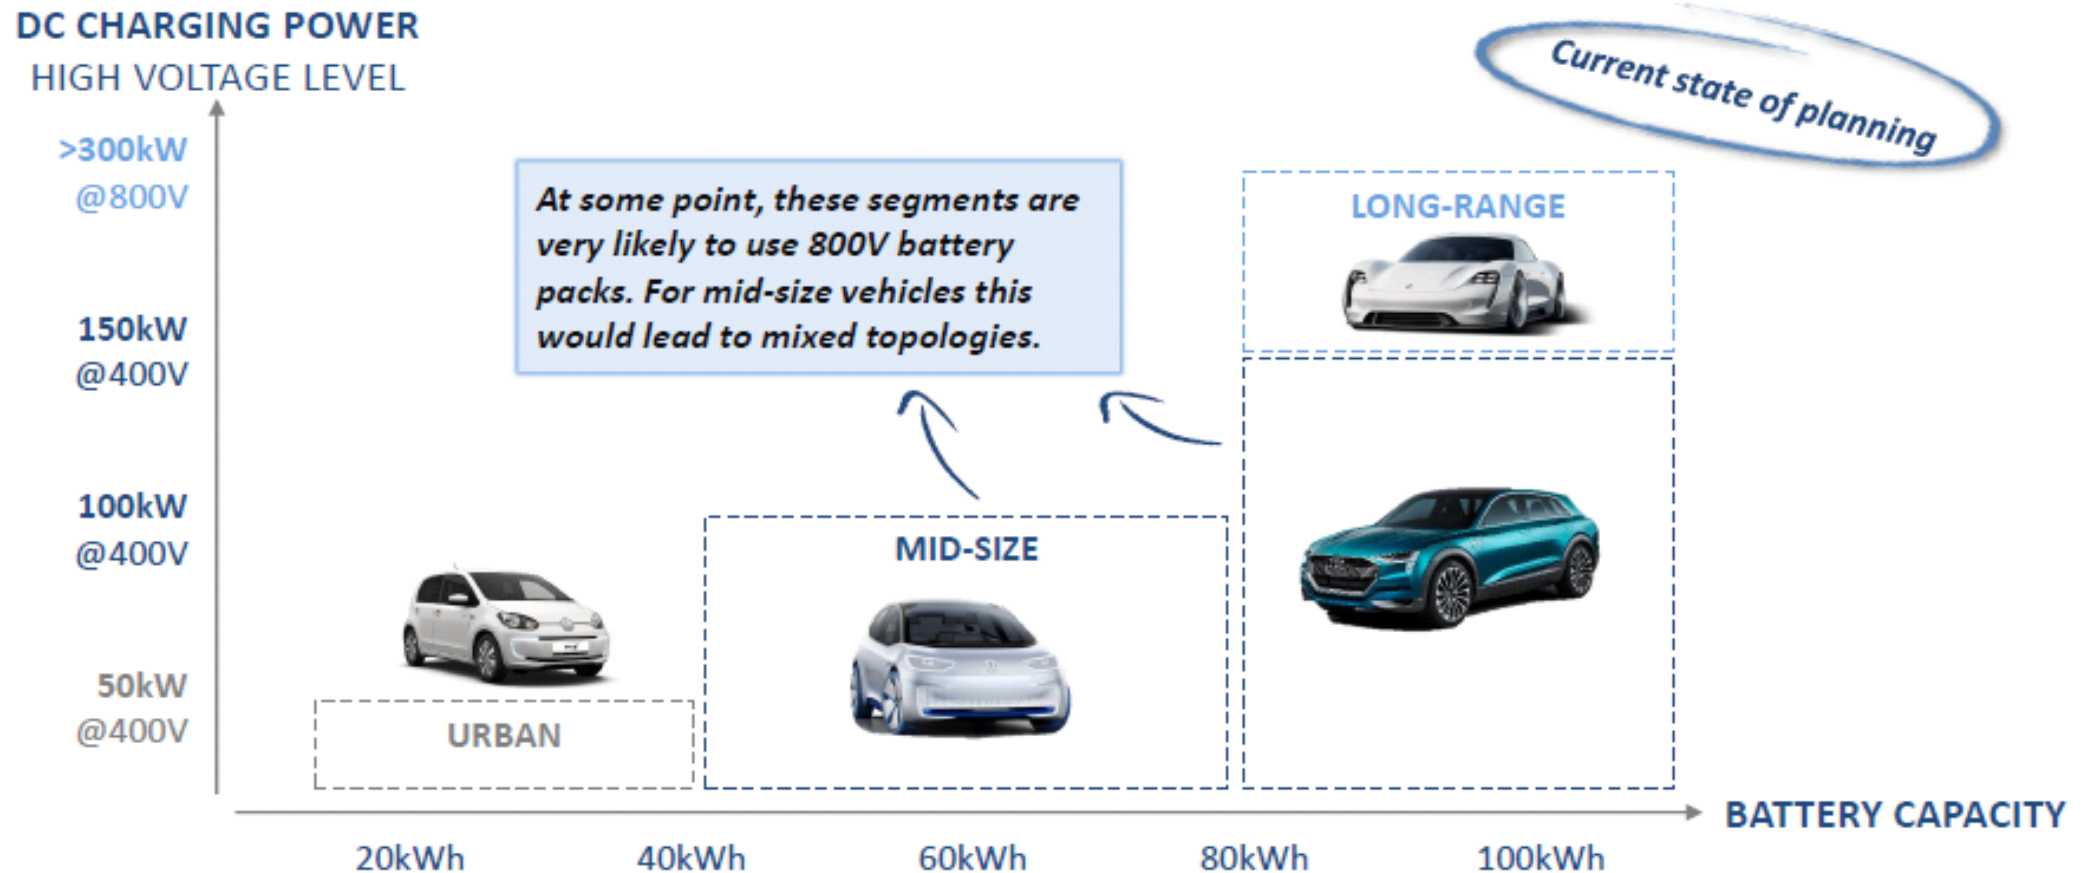 DC CHARGING POWER
HIGH VOLTAGE LEVEL
Current state of planning
>300kW
@800V
At some point, these segments are
very likely to use 800V battery
packs. For mid-size vehicles this
would lead to mixed topologies.
LONG-RANGE
150kW
@400V
100kW
@400V
MID-SIZE
50kW
@400V
URBAN
BATTERY CAPACITY
20kWh
40kWh
60kWh
80kWh
100kWh